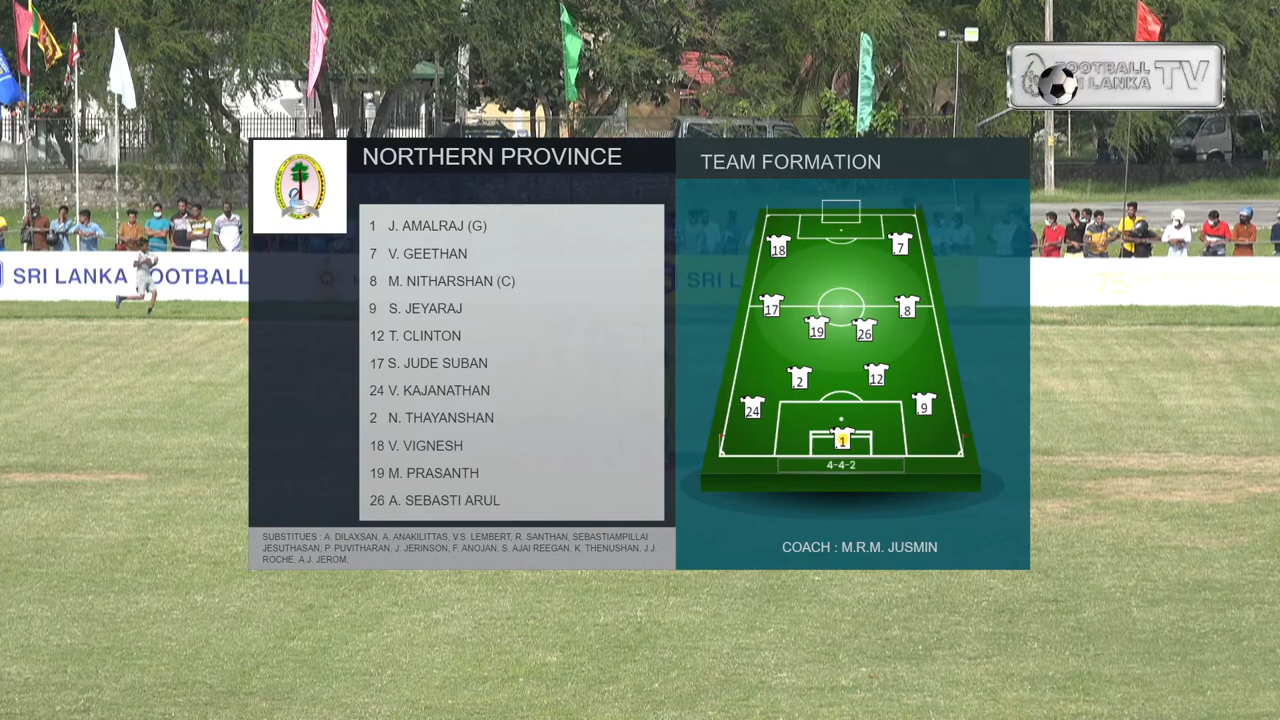 FOOTBALL
SRI LANKA
TV
NORTHERN PROVINCE
TEAM FORMATION
1 J. AMALRAJ (G)
7 V. GEETHAN
8 M. NITHARSHAN (C)
9 S. JEYARAJ
12 T. CLINTON
17 S. JUDE SUBAN
24 V. KAJANATHAN
2 N. THAYANSHAN
18 V. VIGNESH
19 M. PRASANTH
26 A. SEBASTI ARUL
SUBSTITUES : A. DILAXSAN, A. ANAKILITTAS, V.S. LEMBERT, R. SANTHAN, SEBASTIAMPILLAI
JESUTHASAN, P. PUVITHARAN, J. JERINSON, F. ANOJAN. S. AJAI REEGAN. K. THENUSHAN. J.J.
ROCHE, A.J. JEROM,
18 7
17 8
19 26
2 12
24 9
1
4-4-2
COACH : M.R.M. JUSMIN
SRI LANKA FOOTBALL
SRI L
75